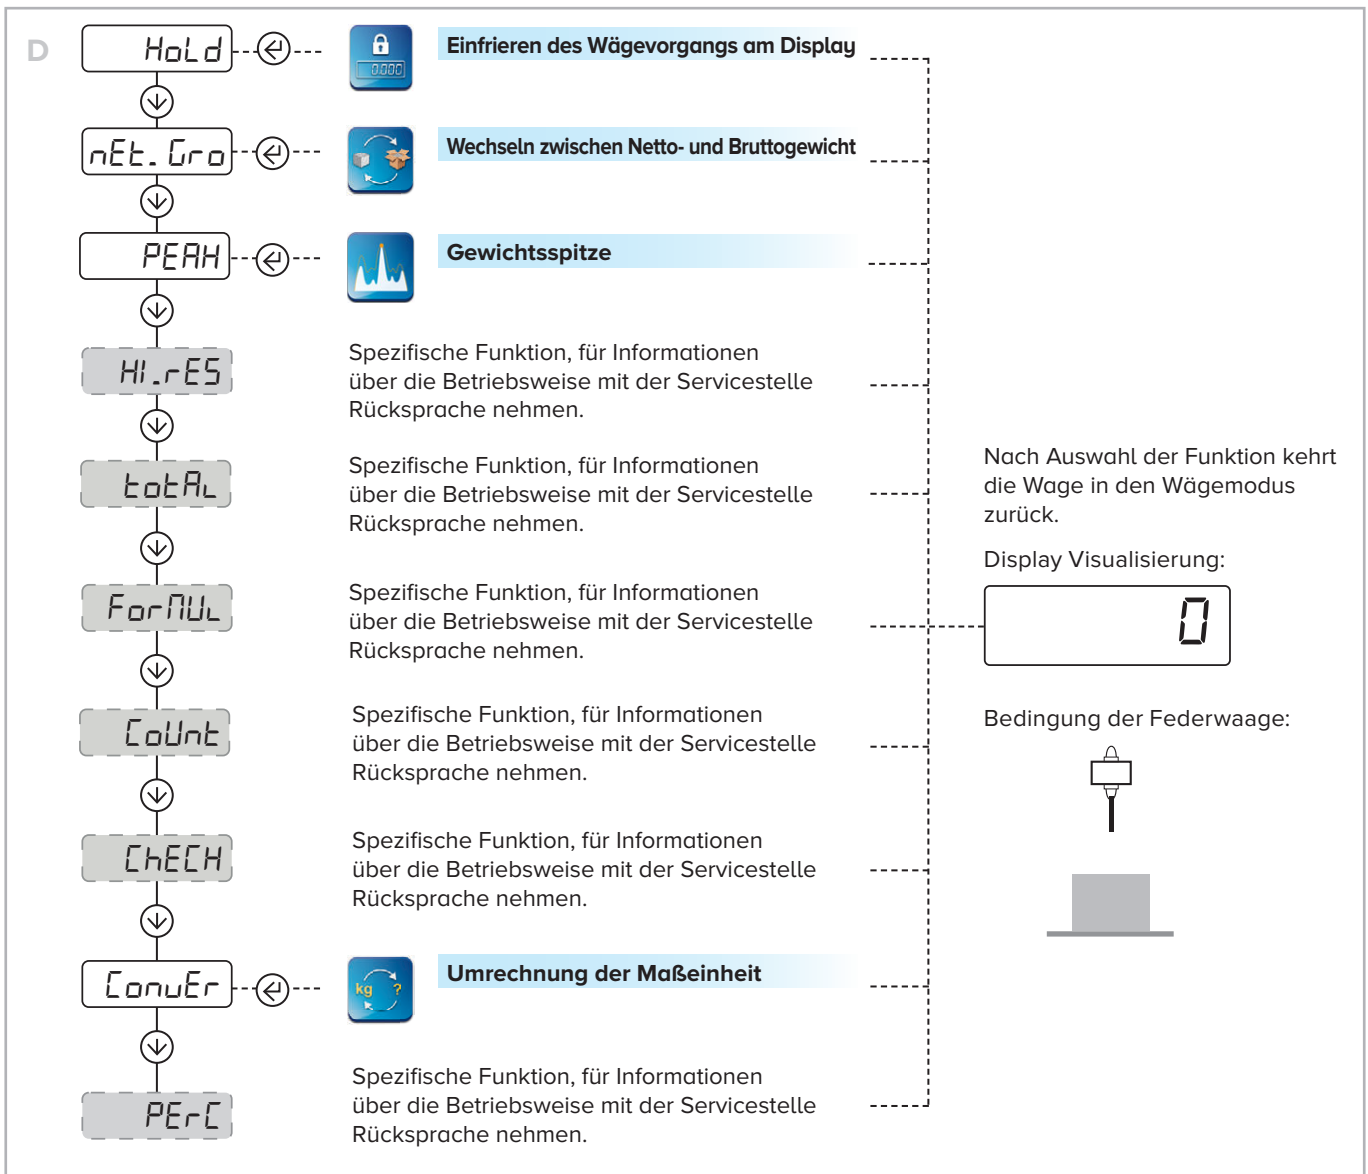 D
HoLd
0.000
Einfrieren des Wägevorgangs am Display
nEt.Gro
Wechseln zwischen Netto- und Bruttogewicht
PEAH
Gewichtsspitze
HI.rES
Spezifische Funktion, für Informationen
über die Betriebsweise mit der Servicestelle
Rücksprache nehmen.
totAL
Spezifische Funktion, für Informationen
über die Betriebsweise mit der Servicestelle
Rücksprache nehmen.
ForMUL
Spezifische Funktion, für Informationen
über die Betriebsweise mit der Servicestelle
Rücksprache nehmen.
CoUnt
Spezifische Funktion, für Informationen
über die Betriebsweise mit der Servicestelle
Rücksprache nehmen.
ChECH
Spezifische Funktion, für Informationen
über die Betriebsweise mit der Servicestelle
Rücksprache nehmen.
ConuEr
kg ?
Umrechnung der Maßeinheit
PErC
Spezifische Funktion, für Informationen
über die Betriebsweise mit der Servicestelle
Rücksprache nehmen.
Nach Auswahl der Funktion kehrt
die Wage in den Wägemodus
zurück.
Display Visualisierung:
0
Bedingung der Federwaage: